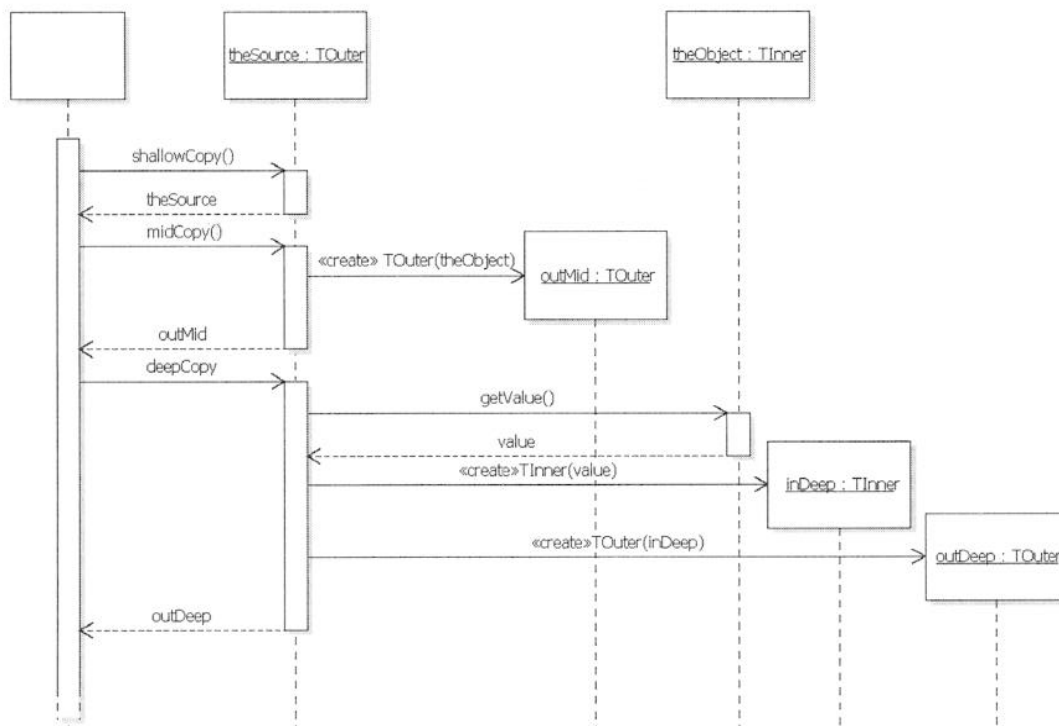 theSource : TOuter
theObject : TInner
shallowCopy()
theSource
midCopy()
«create» TOuter(theObject)
outMid : TOuter
outMid
deepCopy
getValue()
value
«create»TInner(value)
inDeep : TInner
«create»TOuter(inDeep)
outDeep : TOuter
outDeep